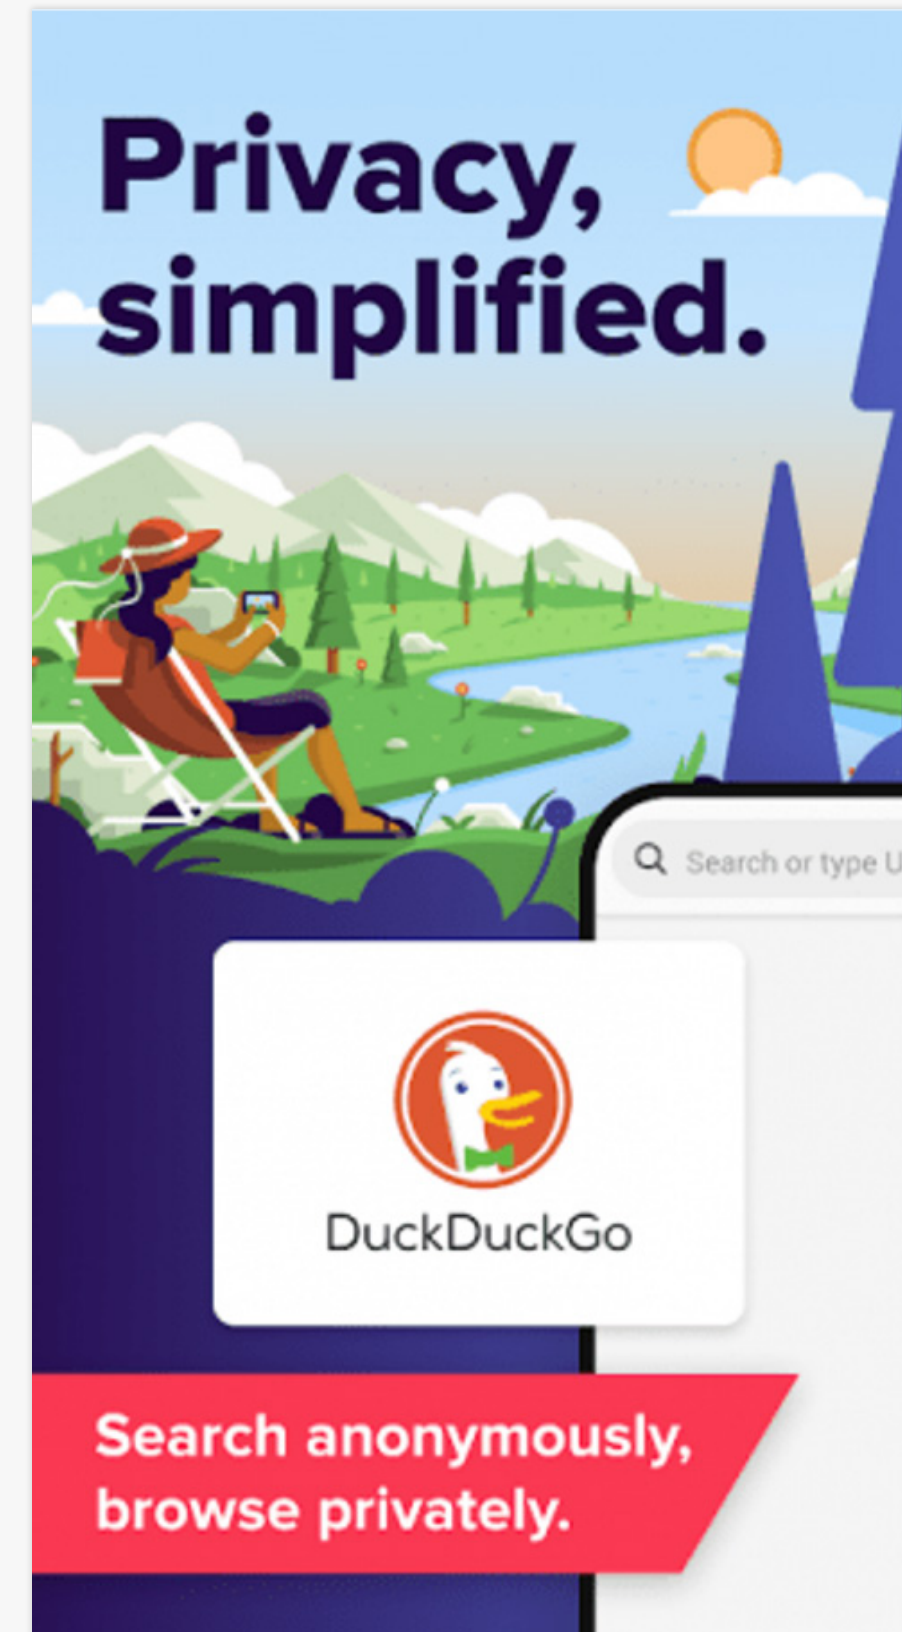 Privacy,
simplified.
Search or type U
DuckDuckGo
Search anonymously,
browse privately.